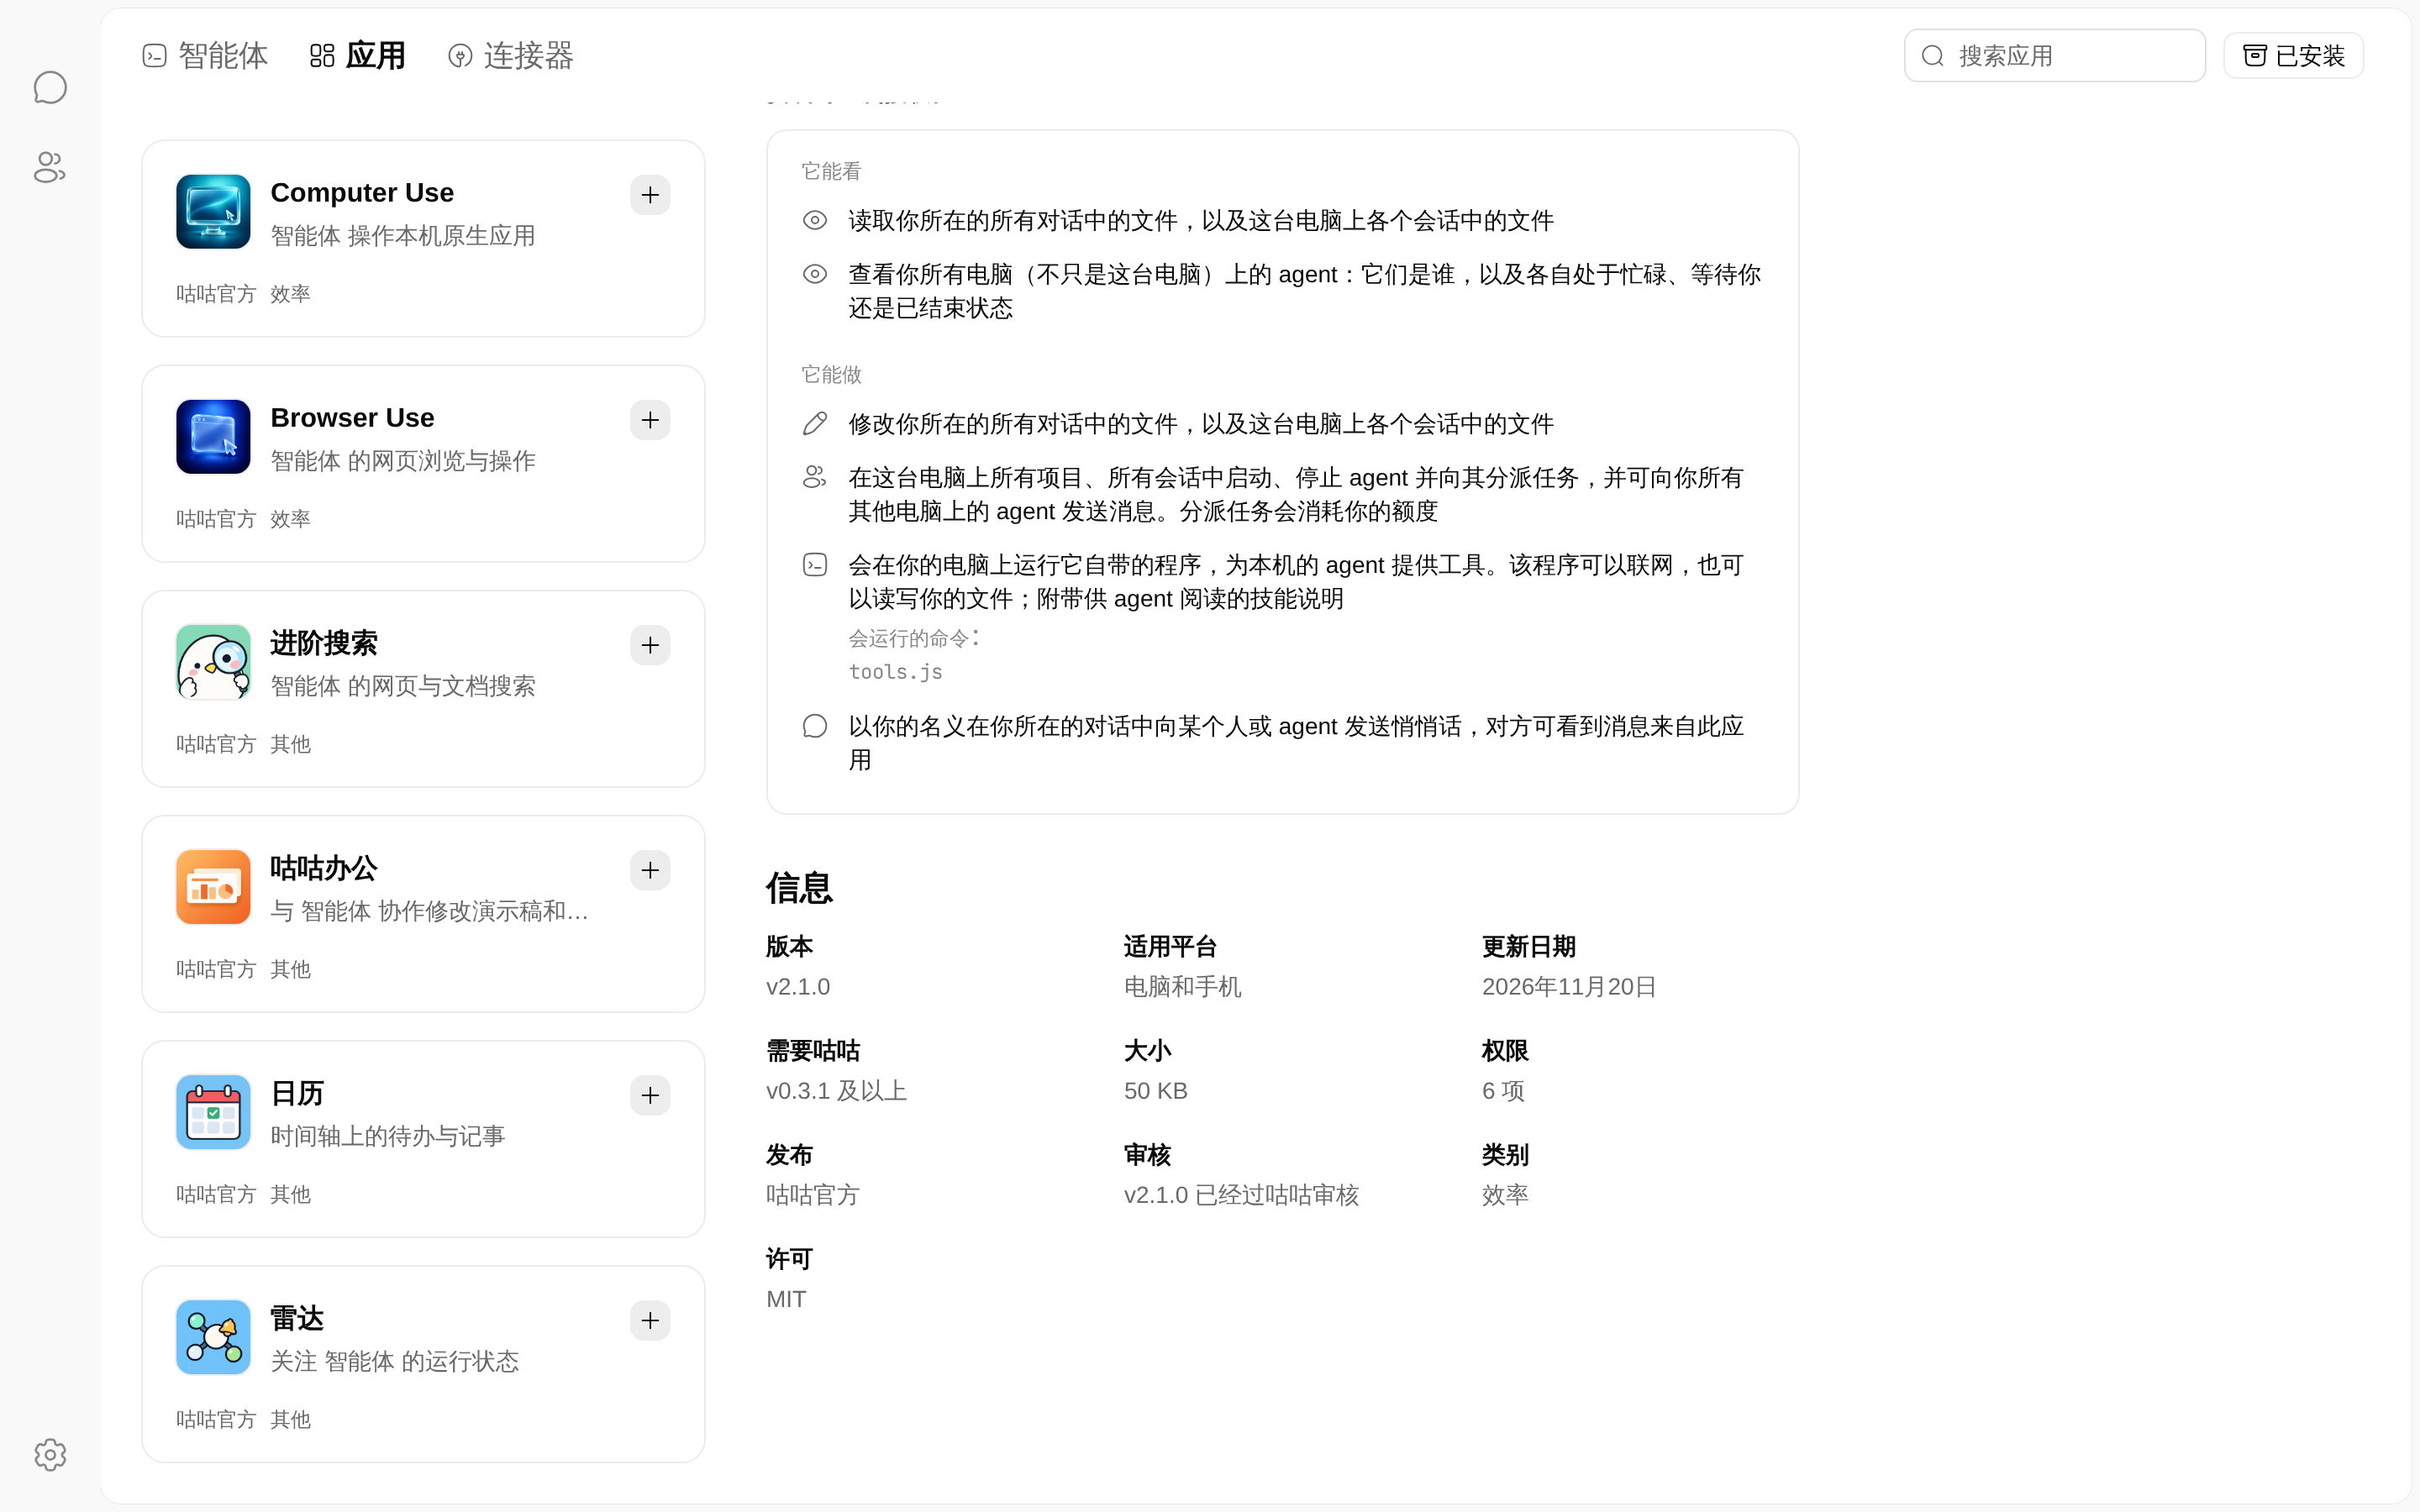 智能体
应用
连接器
搜索应用
已安装
Computer Use
智能体 操作本机原生应用
咕咕官方 效率
Browser Use
智能体 的网页浏览与操作
咕咕官方 效率
进阶搜索
智能体 的网页与文档搜索
咕咕官方 其他
咕咕办公
与 智能体 协作修改演示稿和…
咕咕官方 其他
日历
时间轴上的待办与记事
咕咕官方 其他
雷达
关注 智能体 的运行状态
咕咕官方 其他
它能看
读取你所在的所有对话中的文件，以及这台电脑上各个会话中的文件
查看你所有电脑（不只是这台电脑）上的 agent：它们是谁，以及各自处于忙碌、等待你
还是已结束状态
它能做
修改你所在的所有对话中的文件，以及这台电脑上各个会话中的文件
在这台电脑上所有项目、所有会话中启动、停止 agent 并向其分派任务，并可向你所有
其他电脑上的 agent 发送消息。分派任务会消耗你的额度
会在你的电脑上运行它自带的程序，为本机的 agent 提供工具。该程序可以联网，也可
以读写你的文件；附带供 agent 阅读的技能说明
会运行的命令：
tools.js
以你的名义在你所在的对话中向某个人或 agent 发送悄悄话，对方可看到消息来自此应
用
信息
版本
v2.1.0
适用平台
电脑和手机
更新日期
2026年11月20日
需要咕咕
v0.3.1 及以上
大小
50 KB
权限
6 项
发布
咕咕官方
审核
v2.1.0 已经过咕咕审核
类别
效率
许可
MIT